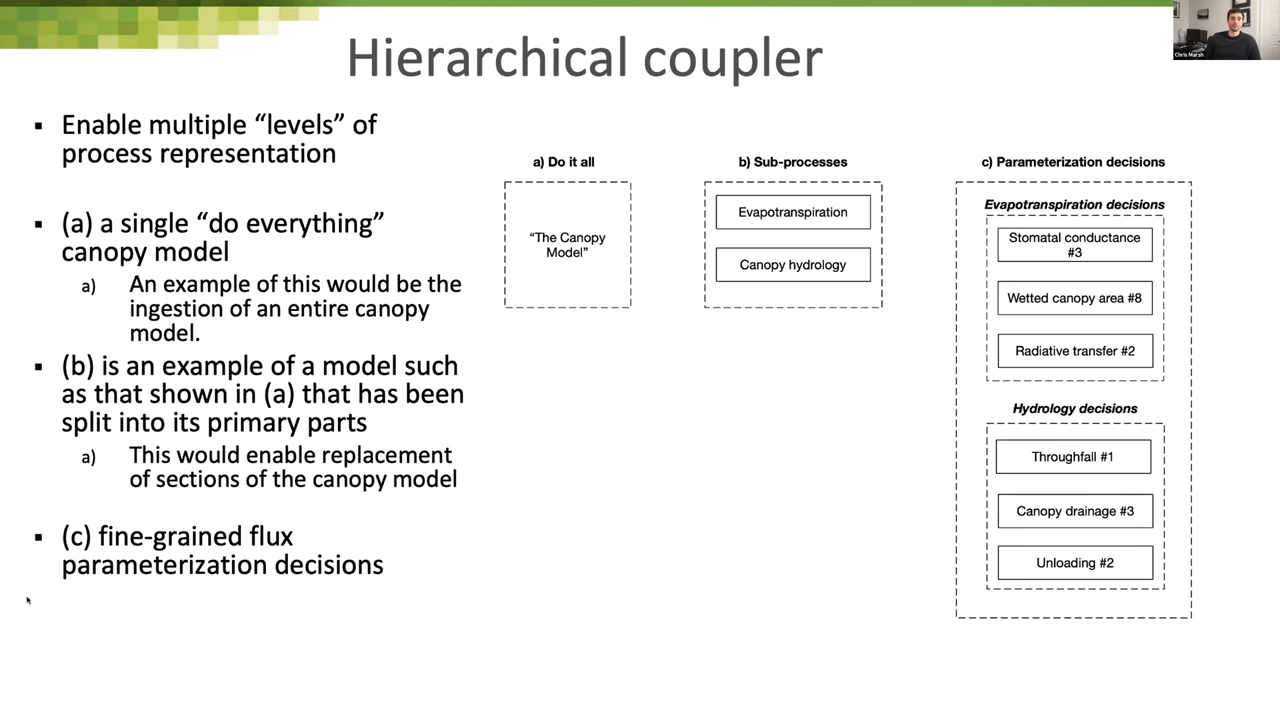 Hierarchical coupler
Chris Marsh
▪ Enable multiple “levels” of
process representation
▪ (a) a single “do everything”
canopy model
a) An example of this would be the
ingestion of an entire canopy
model.
▪ (b) is an example of a model such
as that shown in (a) that has been
split into its primary parts
a) This would enable replacement
of sections of the canopy model
▪ (c) fine-grained flux
parameterization decisions
a) Do it all
“The Canopy
Model”
b) Sub-processes
Evapotranspiration
Canopy hydrology
c) Parameterization decisions
Evapotranspiration decisions
Stomatal conductance
#3
Wetted canopy area #8
Radiative transfer #2
Hydrology decisions
Throughfall #1
Canopy drainage #3
Unloading #2